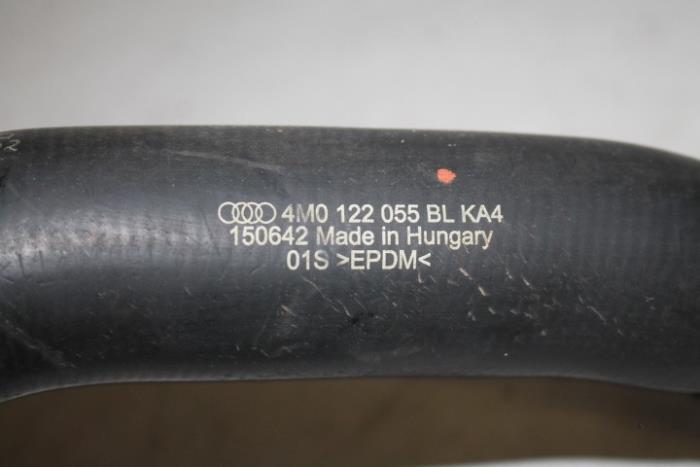 4M0 122 055 BL KA4
150642 Made in Hungary
01S >EPDM<